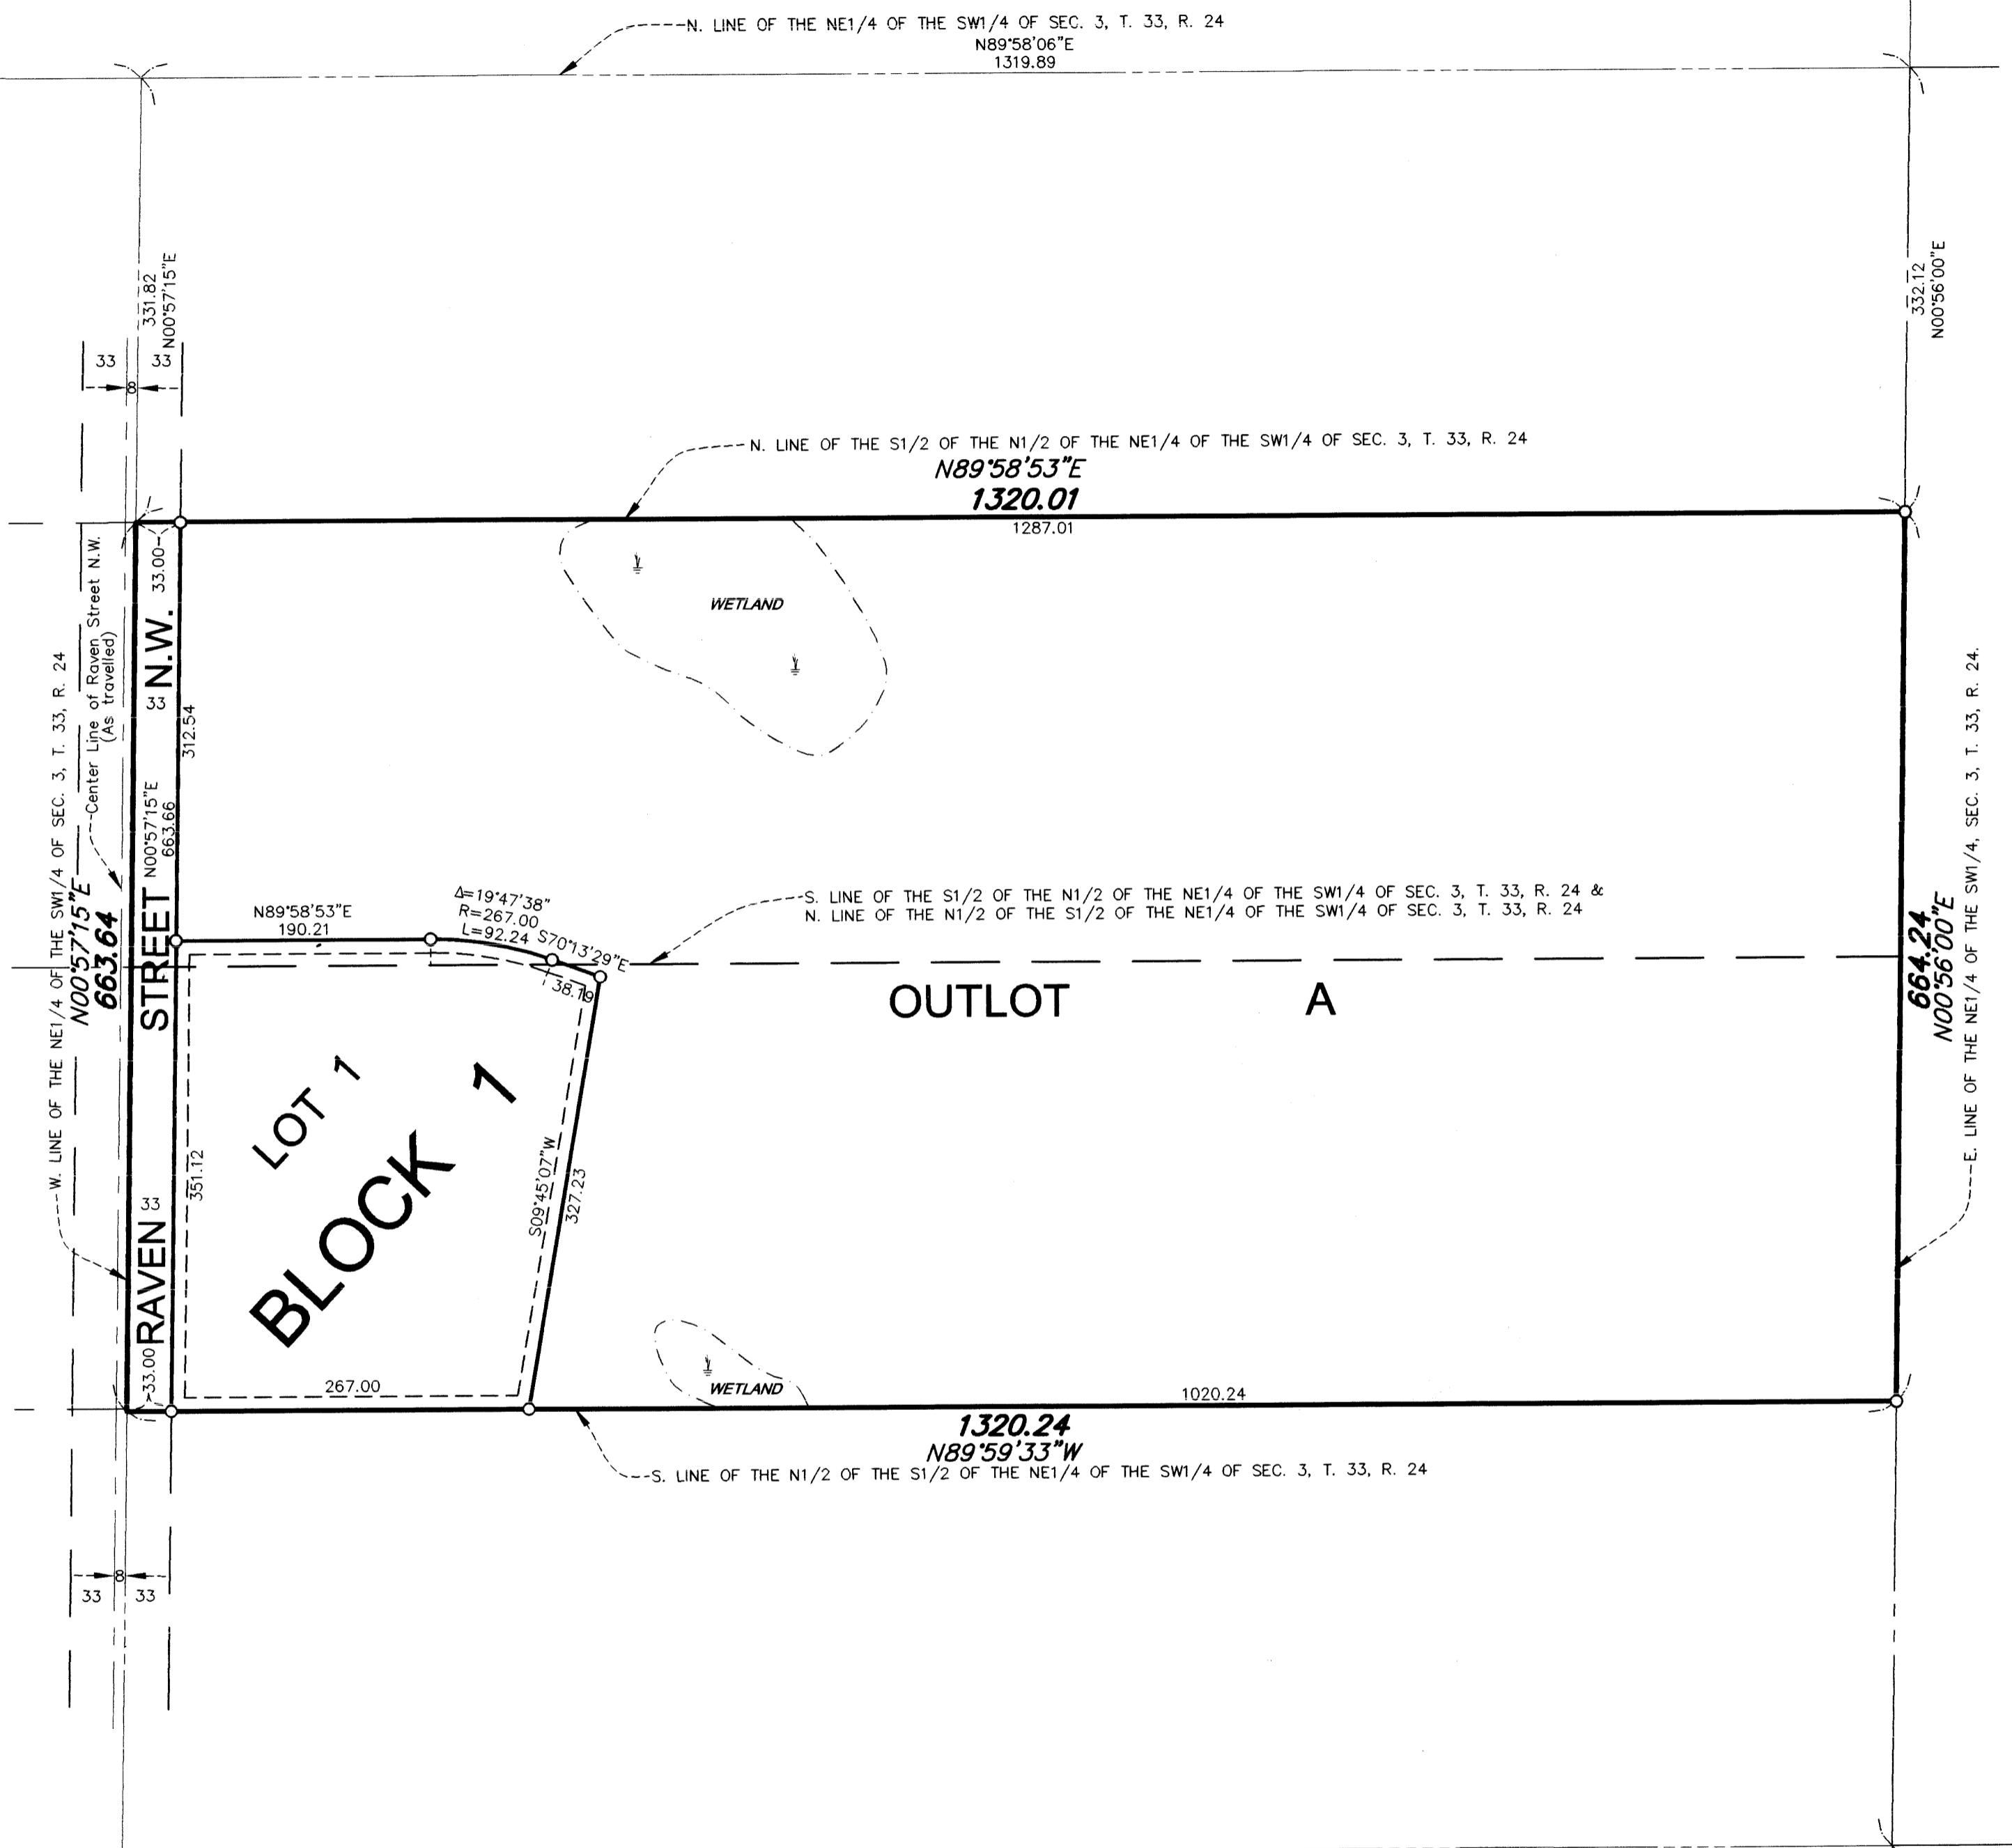 N. LINE OF THE NE1/4 OF THE SW1/4 OF SEC. 3, T. 33, R. 24
N89°58'06"E
1319.89
331.82
N00°57'15"E
332.12
N00°56'00"E
33
33
8
N. LINE OF THE S1/2 OF THE N1/2 OF THE NE1/4 OF THE SW1/4 OF SEC. 3, T. 33, R. 24
N89°58'53"E
1320.01
1287.01
33.00
WETLAND
Center Line of Raven Street N.W.
(As travelled)
W. LINE OF THE NE1/4 OF THE SW1/4 OF SEC. 3, T. 33, R. 24
N00°57'15"E
663.64
RAVEN STREET N.W.
33
312.54
N00°57'15"E
663.66
N89°58'53"E
190.21
Δ=19°47'38"
R=267.00
L=92.24
S70°13'29"E
38.19
S. LINE OF THE S1/2 OF THE N1/2 OF THE NE1/4 OF THE SW1/4 OF SEC. 3, T. 33, R. 24 &
N. LINE OF THE N1/2 OF THE S1/2 OF THE NE1/4 OF THE SW1/4 OF SEC. 3, T. 33, R. 24
OUTLOT A
664.24
N00°56'00"E
E. LINE OF THE NE1/4 OF THE SW1/4, SEC. 3, T. 33, R. 24.
LOT 1
BLOCK 1
351.12
S09°45'07"W
327.23
33
33.00
267.00
WETLAND
1020.24
1320.24
N89°59'33"W
S. LINE OF THE N1/2 OF THE S1/2 OF THE NE1/4 OF THE SW1/4 OF SEC. 3, T. 33, R. 24
8
33
33